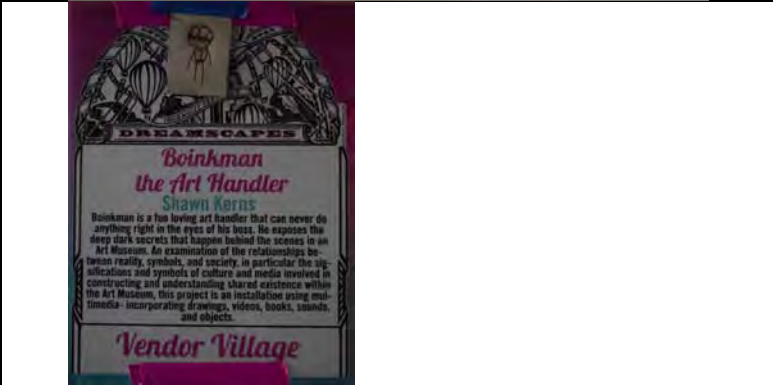 DREAMSCAPES
Boinkman
the Art Handler
Shawn Kerns
Boinkman is a fun loving art handler that can never do
anything right in the eyes of his boss. He exposes the
deep dark secrets that happen behind the scenes in an
Art Museum. An examination of the relationships be-
tween reality, symbols, and society, in particular the sig-
nifications and symbols of culture and media involved in
constructing and understanding shared existence within
the Art Museum, this project is an installation using mul-
timedia- incorporating drawings, videos, books, sounds,
and objects.
Vendor Village